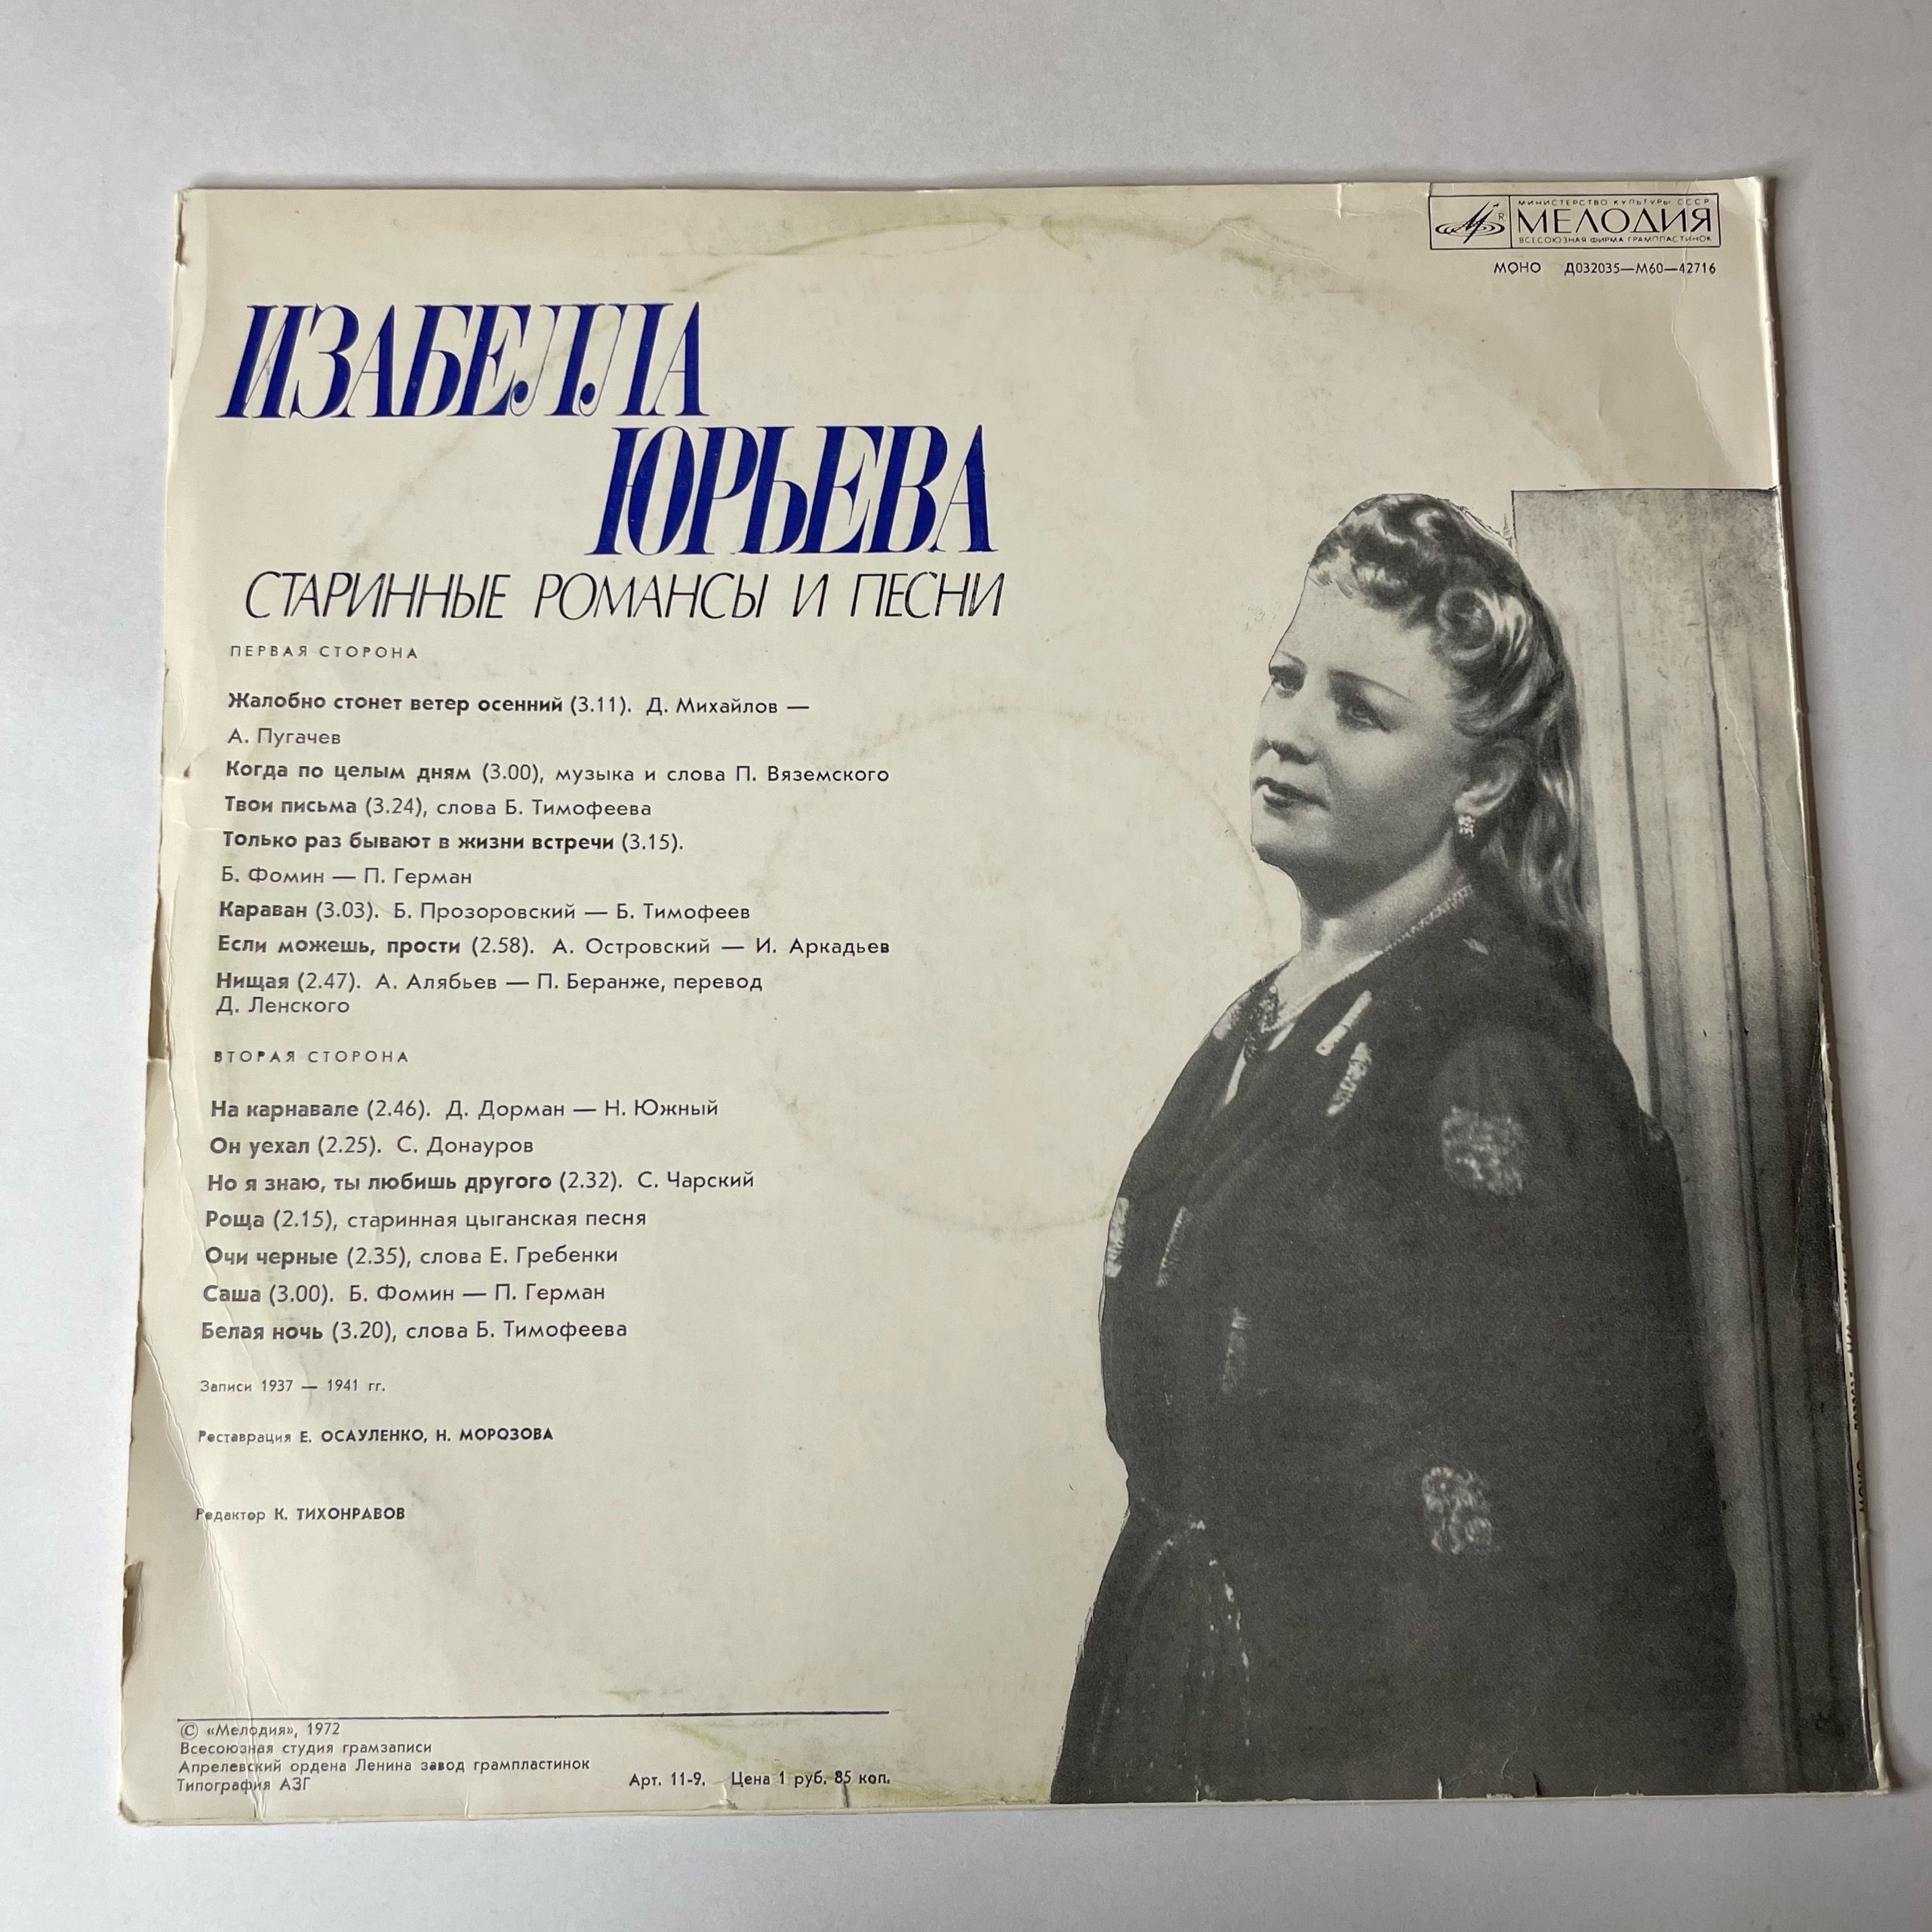 МИНИСТЕРСТВО КУЛЬТУРЫ СССР
МЕЛОДИЯ
ВСЕСОЮЗНАЯ ФИРМА ГРАМПЛАСТИНОК
МОНО Д032035—М60—42716
ИЗАБЕЛЛА
ЮРЬЕВА
СТАРИННЫЕ РОМАНСЫ И ПЕСНИ
ПЕРВАЯ СТОРОНА
Жалобно стонет ветер осенний (3.11). Д. Михайлов —
А. Пугачев
Когда по целым дням (3.00), музыка и слова П. Вяземского
Твои письма (3.24), слова Б. Тимофеева
Только раз бывают в жизни встречи (3.15).
Б. Фомин — П. Герман
Караван (3.03). Б. Прозоровский — Б. Тимофеев
Если можешь, прости (2.58). А. Островский — И. Аркадьев
Нищая (2.47). А. Алябьев — П. Беранже, перевод
Д. Ленского
ВТОРАЯ СТОРОНА
На карнавале (2.46). Д. Дорман — Н. Южный
Он уехал (2.25). С. Донауров
Но я знаю, ты любишь другого (2.32). С. Чарский
Роща (2.15), старинная цыганская песня
Очи черные (2.35), слова Е. Гребенки
Саша (3.00). Б. Фомин — П. Герман
Белая ночь (3.20), слова Б. Тимофеева
Записи 1937 — 1941 гг.
Реставрация Е. ОСАУЛЕНКО, Н. МОРОЗОВА
Редактор К. ТИХОНРАВОВ
© «Мелодия», 1972
Всесоюзная студия грамзаписи
Апрелевский ордена Ленина завод грампластинок
Типография АЗГ
Арт. 11-9. Цена 1 руб. 85 коп.